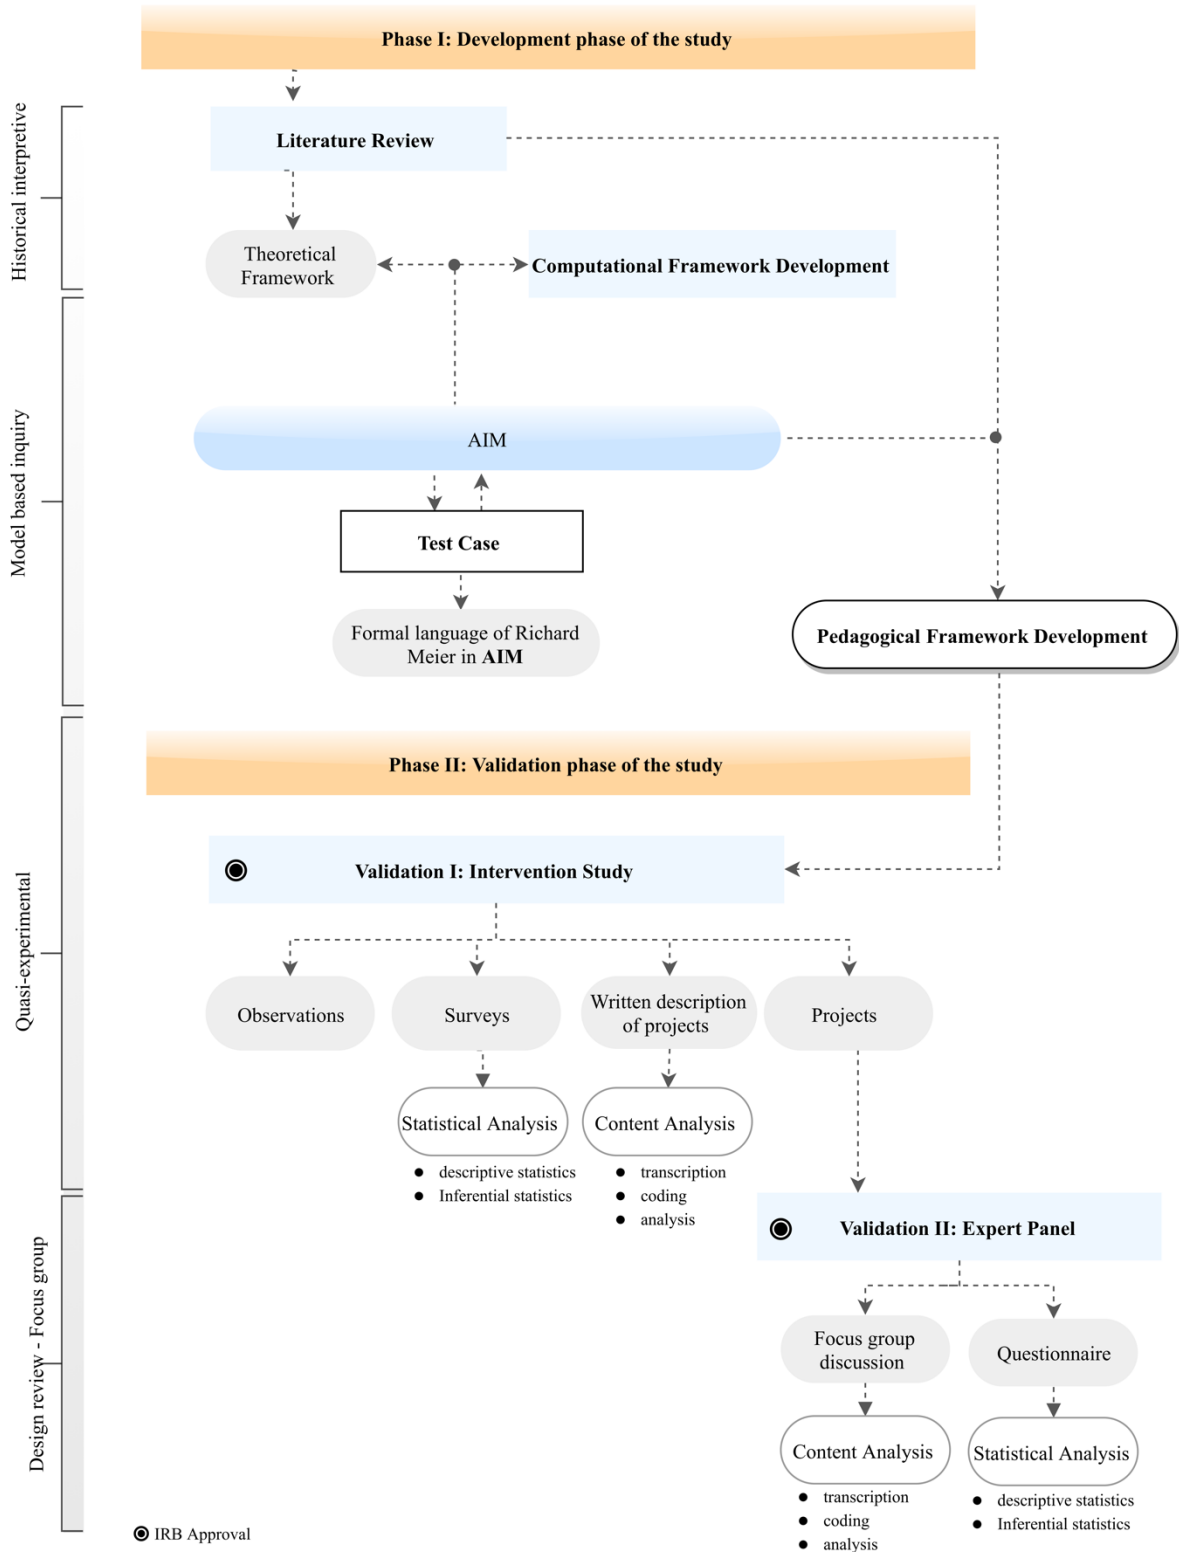 Phase I: Development phase of the study
Historical interpretive
Literature Review
Theoretical
Framework
Computational Framework Development
Model based inquiry
AIM
Test Case
Formal language of Richard
Meier in AIM
Pedagogical Framework Development
Phase II: Validation phase of the study
Quasi-experimental
Validation I: Intervention Study
Observations
Surveys
Written description
of projects
Projects
Statistical Analysis
descriptive statistics
Inferential statistics
Content Analysis
transcription
coding
analysis
Design review - Focus group
Validation II: Expert Panel
Focus group
discussion
Questionnaire
Content Analysis
transcription
coding
analysis
Statistical Analysis
descriptive statistics
Inferential statistics
IRB Approval